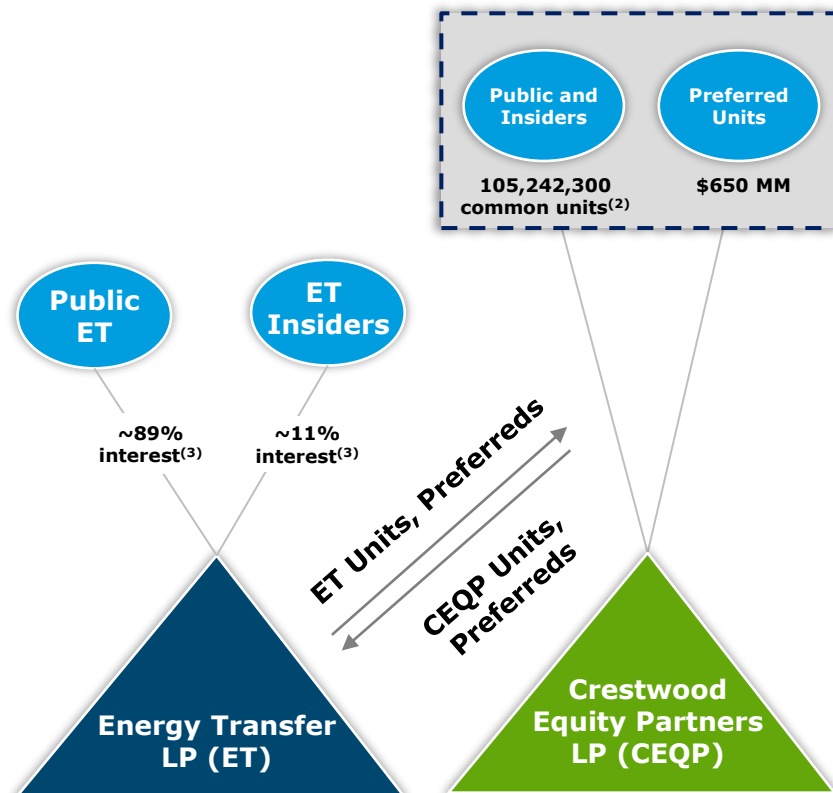 Public and
Insiders
Preferred
Units
105,242,300
common units(2)
$650 MM
Public
ET
ET
Insiders
~89%
interest(3)
~11%
interest(3)
ET Units, Preferreds
CEQP Units,
Preferreds
Energy Transfer
LP (ET)
Crestwood
Equity Partners
LP (CEQP)